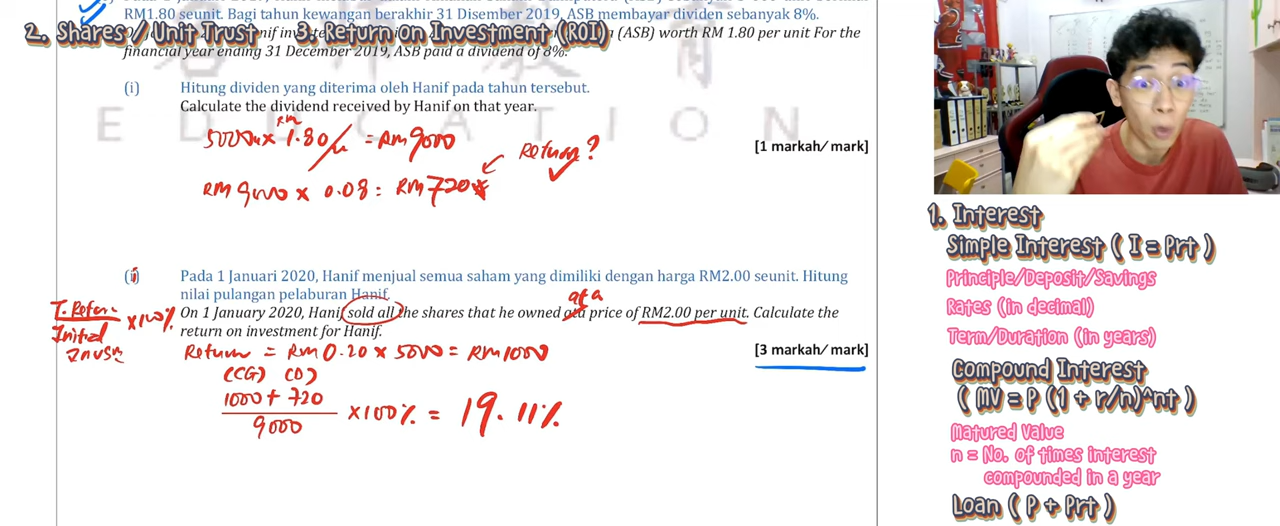 RM1.80 seunit. Bagi tahun kewangan berakhir 31 Disember 2019, ASB membayar dividen sebanyak 8%.
2. Shares / Unit Trust 3. Return On Investment (ROI)
(ASB) worth RM 1.80 per unit For the
financial year ending 31 December 2019, ASB paid a dividend of 8%.
(i) Hitung dividen yang diterima oleh Hanif pada tahun tersebut.
Calculate the dividend received by Hanif on that year.
EDUCATION
RM
5000u x 1.80/u = RM9000
[1 markah/ mark]
Return?
RM9000 x 0.08 = RM720
(ii) Pada 1 Januari 2020, Hanif menjual semua saham yang dimiliki dengan harga RM2.00 seunit. Hitung
nilai pulangan pelaburan Hanif.
at a
On 1 January 2020, Hanif sold all the shares that he owned ata price of RM2.00 per unit. Calculate the
return on investment for Hanif.
T. Return
Initial
x100%
Return = RM0.20 x 5000 = RM1000
[3 markah/ mark]
(CG) (D)
1000 + 720
9000
x100% = 19.11%
1. Interest
Simple Interest ( I = Prt )
Principle/Deposit/Savings
Rates (in decimal)
Term/Duration (in years)
Compound Interest
( MV = P (1 + r/n)^nt )
Matured Value
n = No. of times interest
compounded in a year
Loan ( P + Prt )